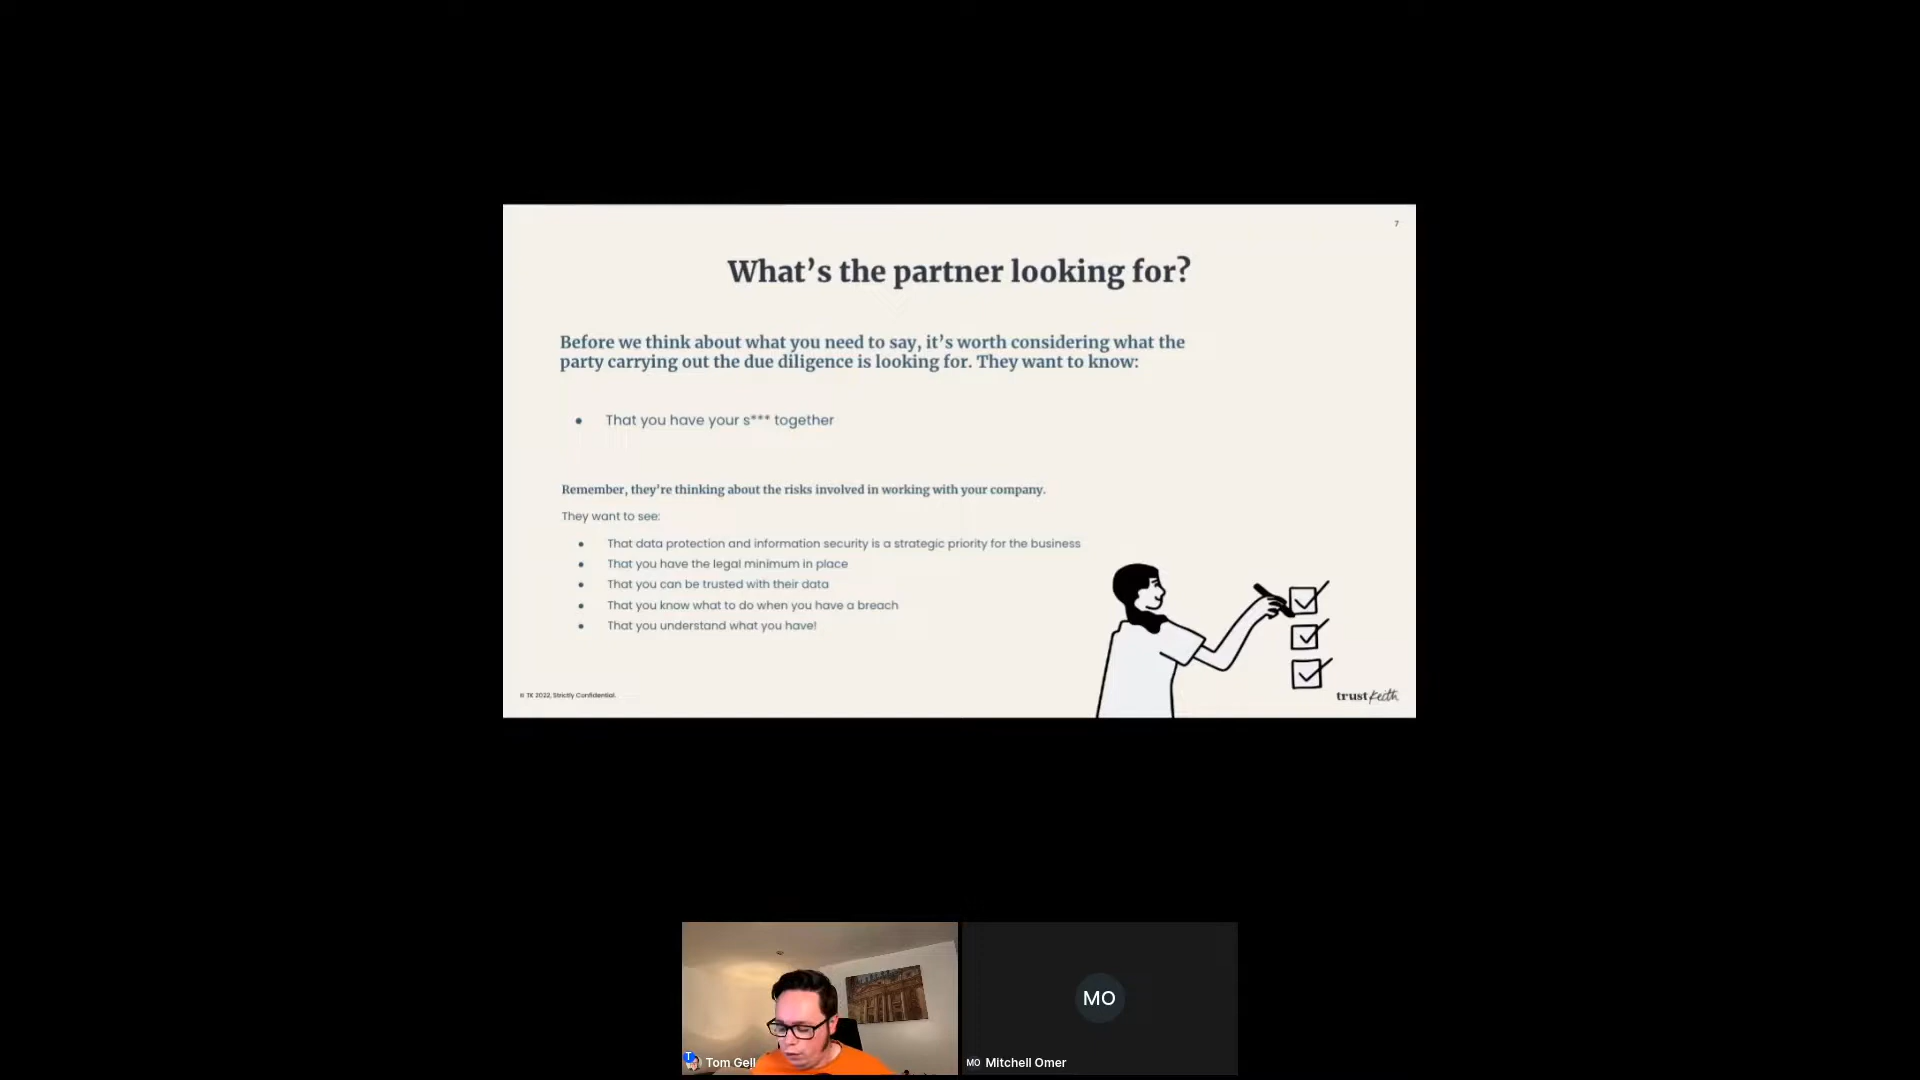 7
What’s the partner looking for?
Before we think about what you need to say, it’s worth considering what the
party carrying out the due diligence is looking for. They want to know:
● That you have your s*** together
Remember, they’re thinking about the risks involved in working with your company.
They want to see:
● That data protection and information security is a strategic priority for the business
● That you have the legal minimum in place
● That you can be trusted with their data
● That you know what to do when you have a breach
● That you understand what you have!
© TK 2022, Strictly Confidential.
trust Keith
MO
T Tom Gell
MO Mitchell Omer